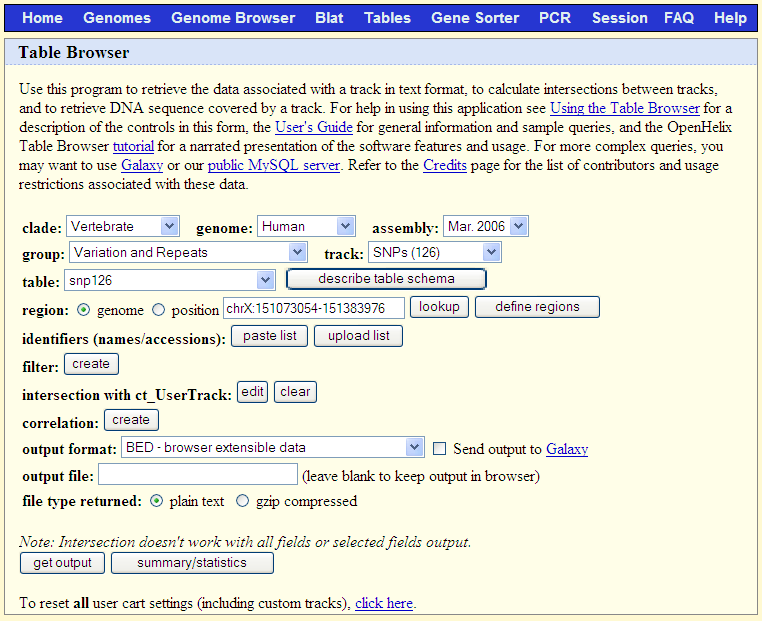 Home Genomes Genome Browser Blat Tables Gene Sorter PCR Session FAQ Help
Table Browser
Use this program to retrieve the data associated with a track in text format, to calculate intersections between tracks,
and to retrieve DNA sequence covered by a track. For help in using this application see Using the Table Browser for a
description of the controls in this form, the User's Guide for general information and sample queries, and the OpenHelix
Table Browser tutorial for a narrated presentation of the software features and usage. For more complex queries, you
may want to use Galaxy or our public MySQL server. Refer to the Credits page for the list of contributors and usage
restrictions associated with these data.
clade: Vertebrate genome: Human assembly: Mar. 2006
group: Variation and Repeats track: SNPs (126)
table: snp126 describe table schema
region: genome position chrX:151073054-151383976 lookup define regions
identifiers (names/accessions): paste list upload list
filter: create
intersection with ct_UserTrack: edit clear
correlation: create
output format: BED - browser extensible data Send output to Galaxy
output file: (leave blank to keep output in browser)
file type returned: plain text gzip compressed
Note: Intersection doesn't work with all fields or selected fields output.
get output summary/statistics
To reset all user cart settings (including custom tracks), click here.